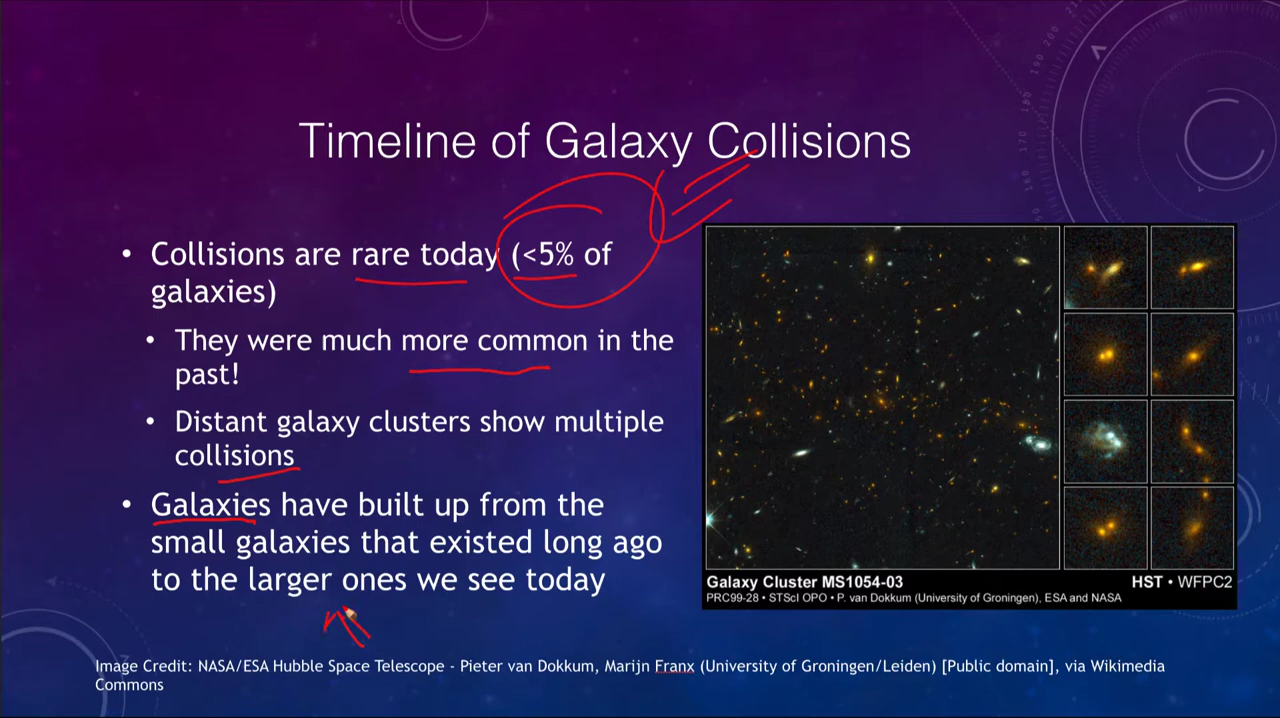 Timeline of Galaxy Collisions
• Collisions are rare today (<5% of
galaxies)
• They were much more common in the
past!
• Distant galaxy clusters show multiple
collisions
• Galaxies have built up from the
small galaxies that existed long ago
to the larger ones we see today
Galaxy Cluster MS1054-03 HST • WFPC2
PRC99-28 • STScI OPO • P. van Dokkum (University of Groningen), ESA and NASA
Image Credit: NASA/ESA Hubble Space Telescope - Pieter van Dokkum, Marijn Franx (University of Groningen/Leiden) [Public domain], via Wikimedia
Commons